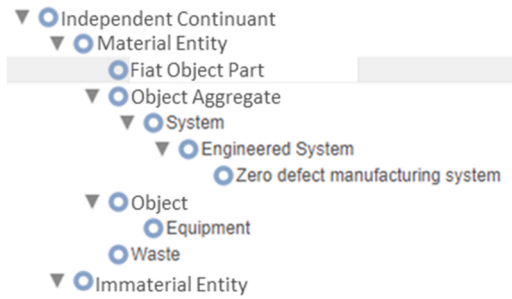 Independent Continuant
Material Entity
Fiat Object Part
Object Aggregate
System
Engineered System
Zero defect manufacturing system
Object
Equipment
Waste
Immaterial Entity